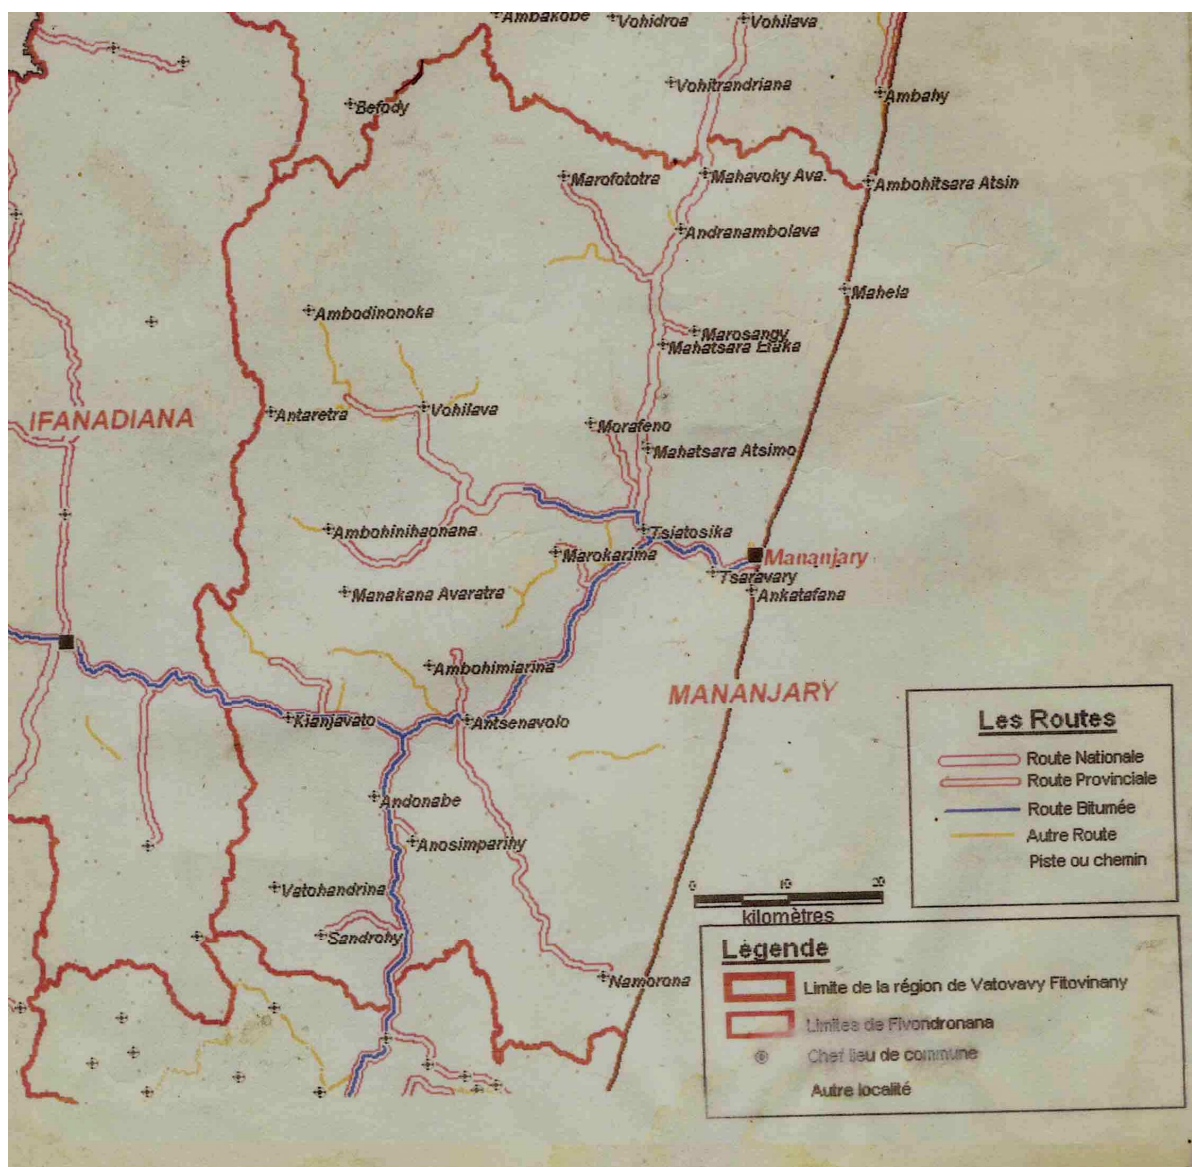 Ambakobe
Vohidroa
Vohilava
Vohitrandriana
Ambahy
Befody
Marofototra
Mahavoky Ava.
Ambohitsara Atsin
Andranambolava
Mahela
Ambodinonoka
Marosangy
Mahatsara Efaka
IFANADIANA
Antaretra
Vohilava
Morafeno
Mahatsara Atsimo
Ambohinihaonana
Tsiatosika
Marokarima
Mananjary
Tsaravary
Manakana Avaratra
Ankatafana
Ambohimiarina
MANANJARY
Kianjavato
Antsenavolo
Andonabe
Anosimparihy
Vatohandrina
Sandrohy
Namorona
Les Routes
Route Nationale
Route Provinciale
Route Bitumée
Autre Route
Piste ou chemin
0 10 20
kilomètres
Légende
Limite de la région de Vatovavy Fitovinany
Limites de Fivondronana
Chef lieu de commune
Autre localité